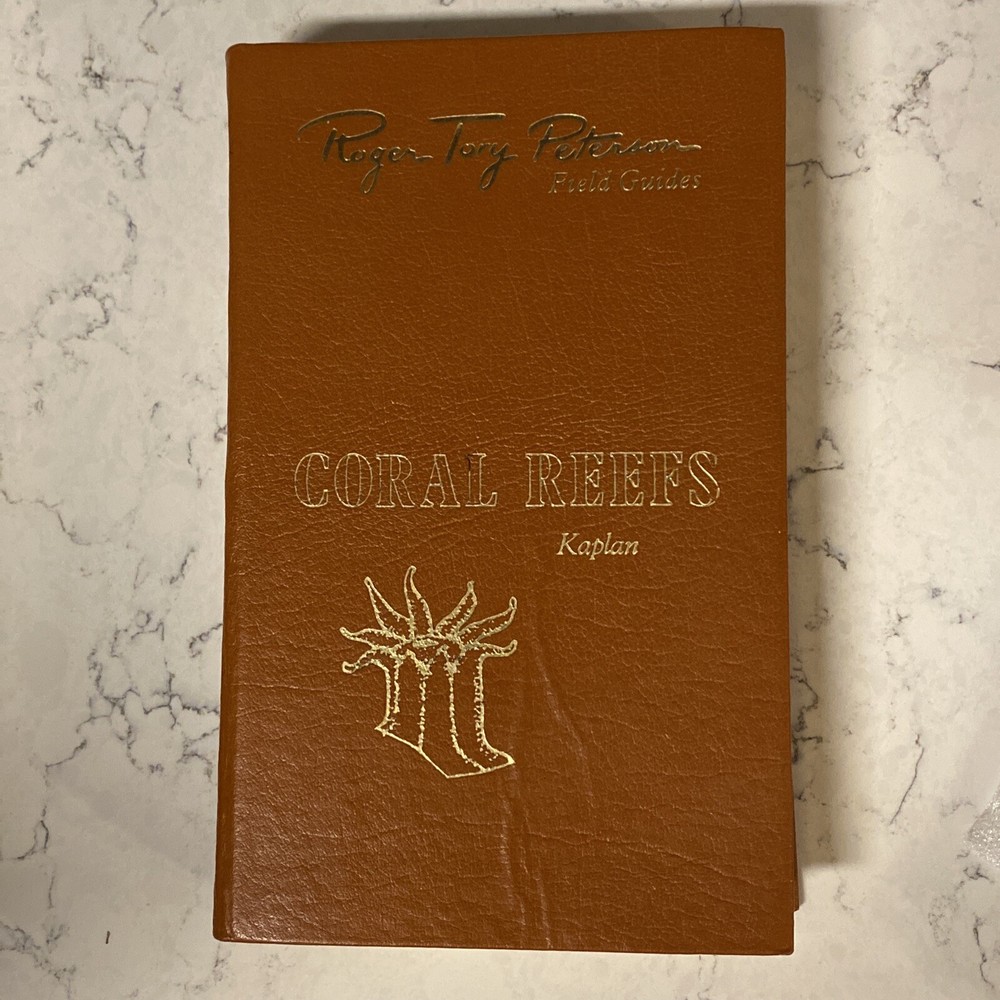 Roger Tory Peterson
Field Guides
CORAL REEFS
Kaplan